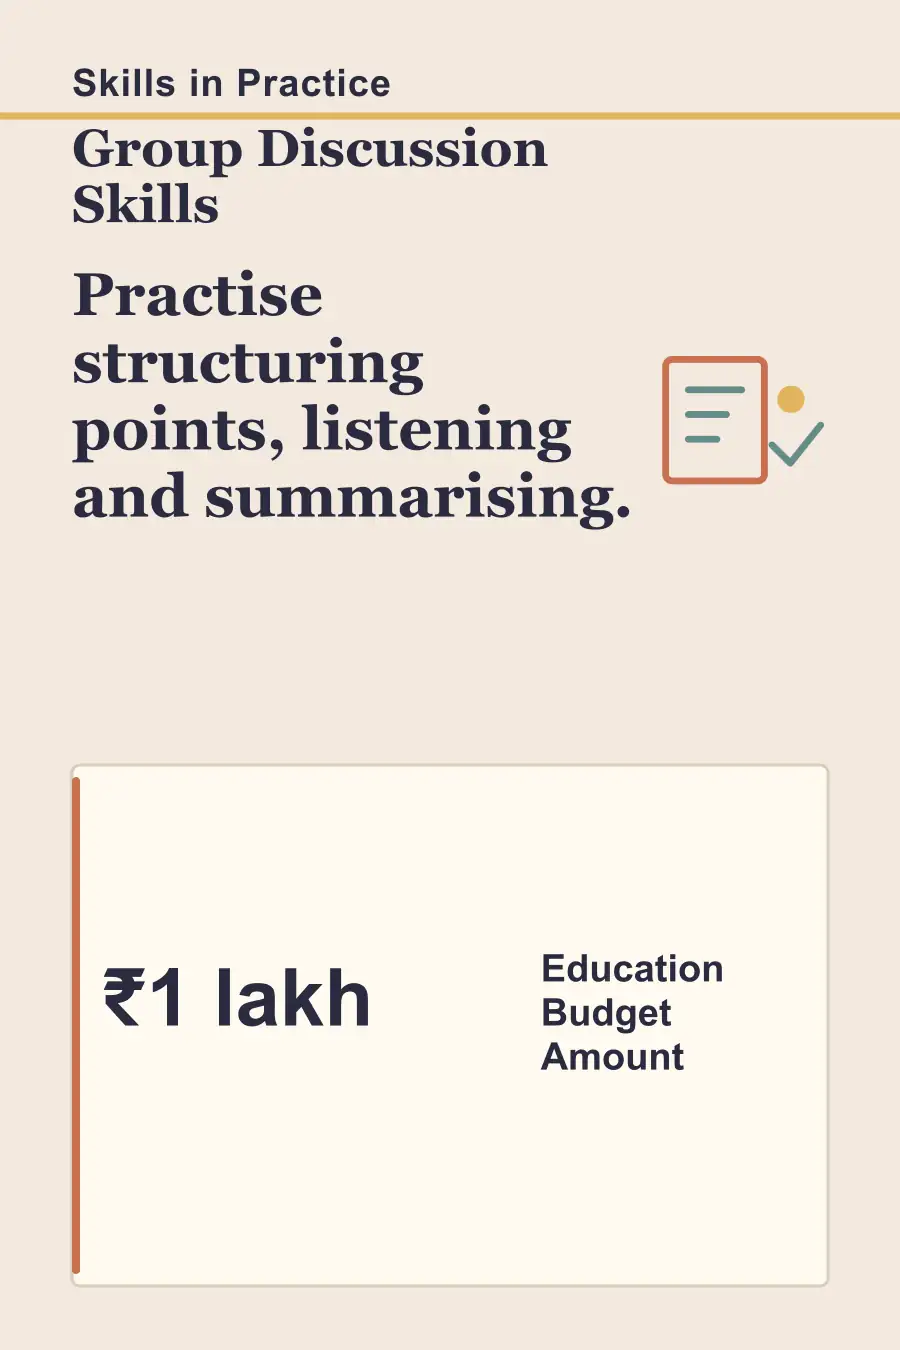 Skills in Practice
Group Discussion
Skills
Practise
structuring
points, listening
and summarising.
₹1 lakh
Education
Budget
Amount